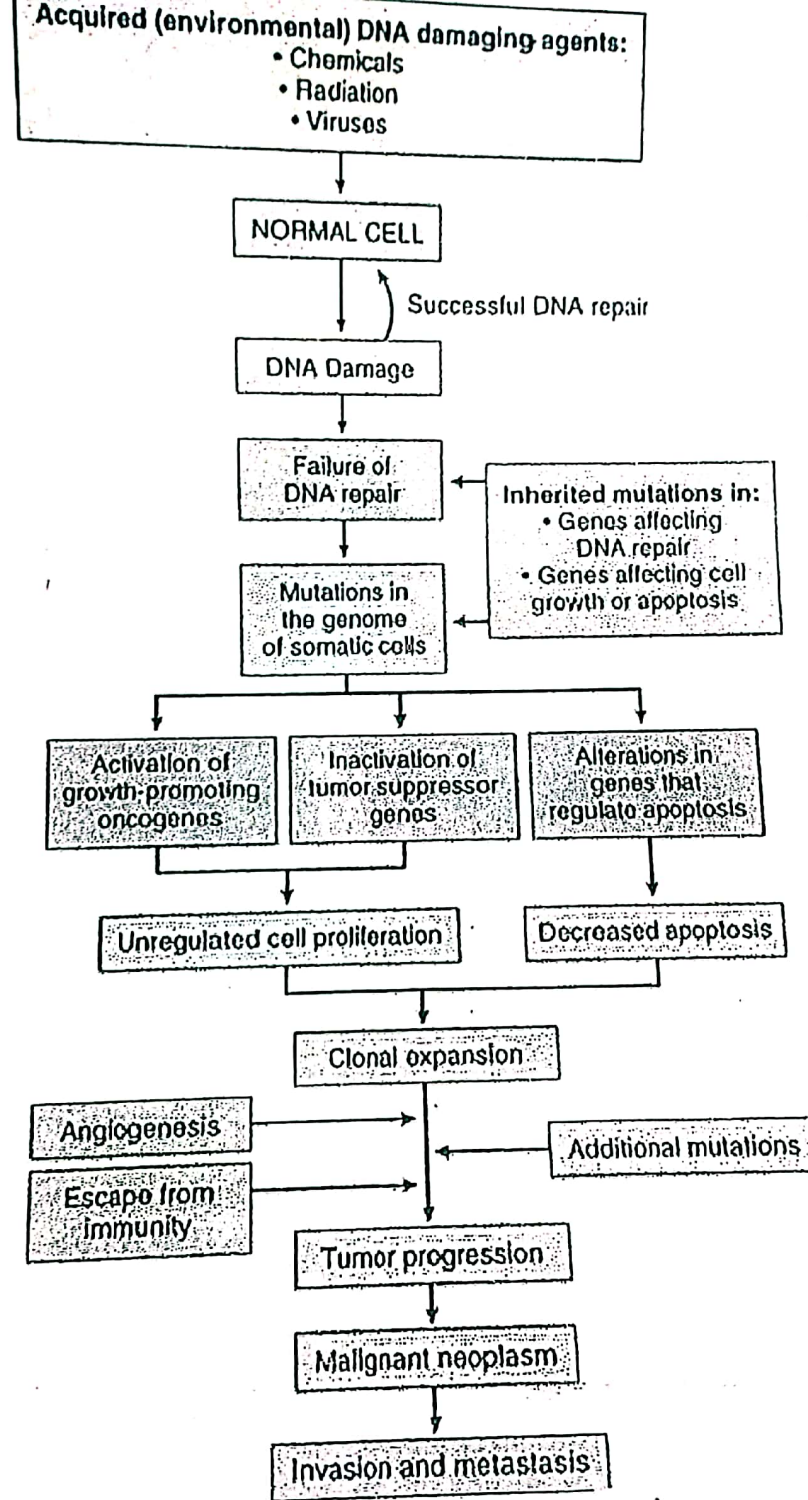 Acquired (environmental) DNA damaging agents:
• Chemicals
• Radiation
• Viruses
NORMAL CELL
Successful DNA repair
DNA Damage
Failure of
DNA repair
Inherited mutations in:
• Genes affecting
DNA repair
• Genes affecting cell
growth or apoptosis
Mutations in
the genome
of somatic cells
Activation of
growth-promoting
oncogenes
Inactivation of
tumor suppressor
genes
Alterations in
genes that
regulate apoptosis
Unregulated cell proliferation
Decreased apoptosis
Clonal expansion
Angiogenesis
Additional mutations
Escape from
immunity
Tumor progression
Malignant neoplasm
Invasion and metastasis